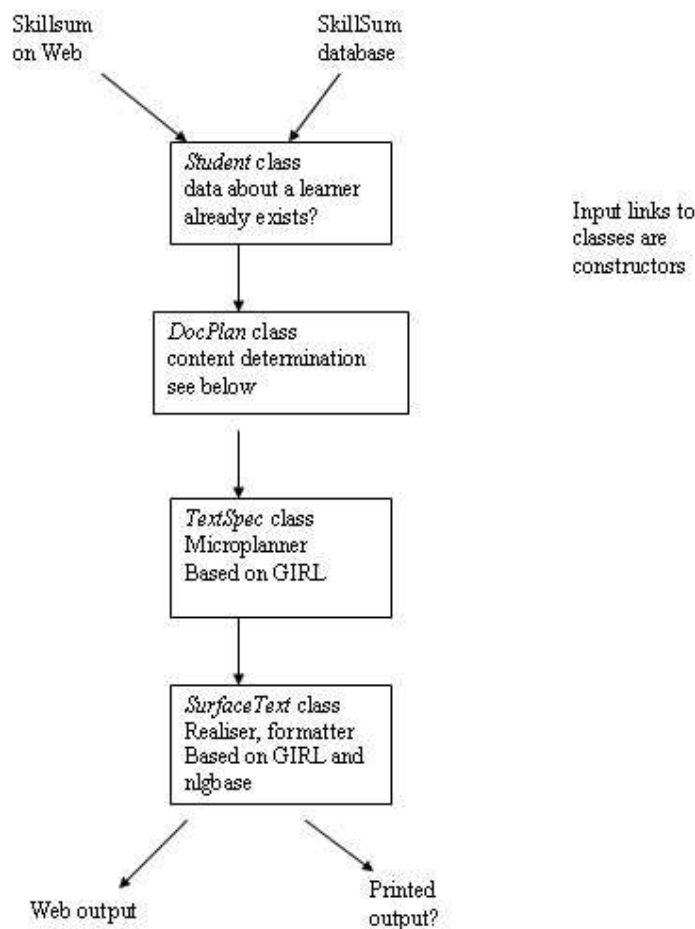 Skillsum
on Web
SkillSum
database
Student class
data about a learner
already exists?
Input links to
classes are
constructors
DocPlan class
content determination
see below
TextSpec class
Microplanner
Based on GIRL
SurfaceText class
Realiser, formatter
Based on GIRL and
nlgbase
Web output
Printed
output?